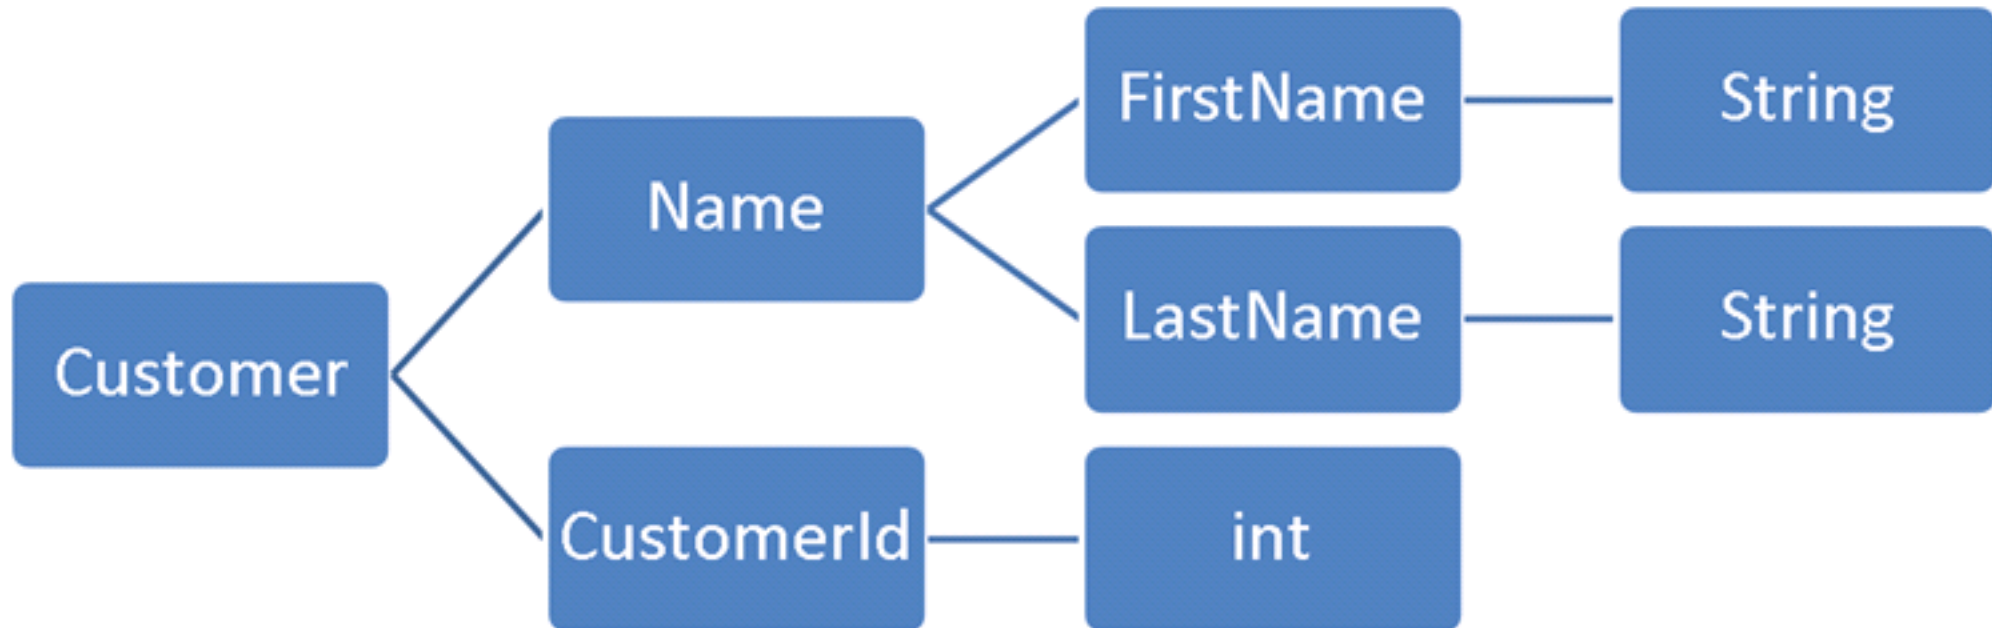 Customer
Name
FirstName
String
LastName
String
CustomerId
int